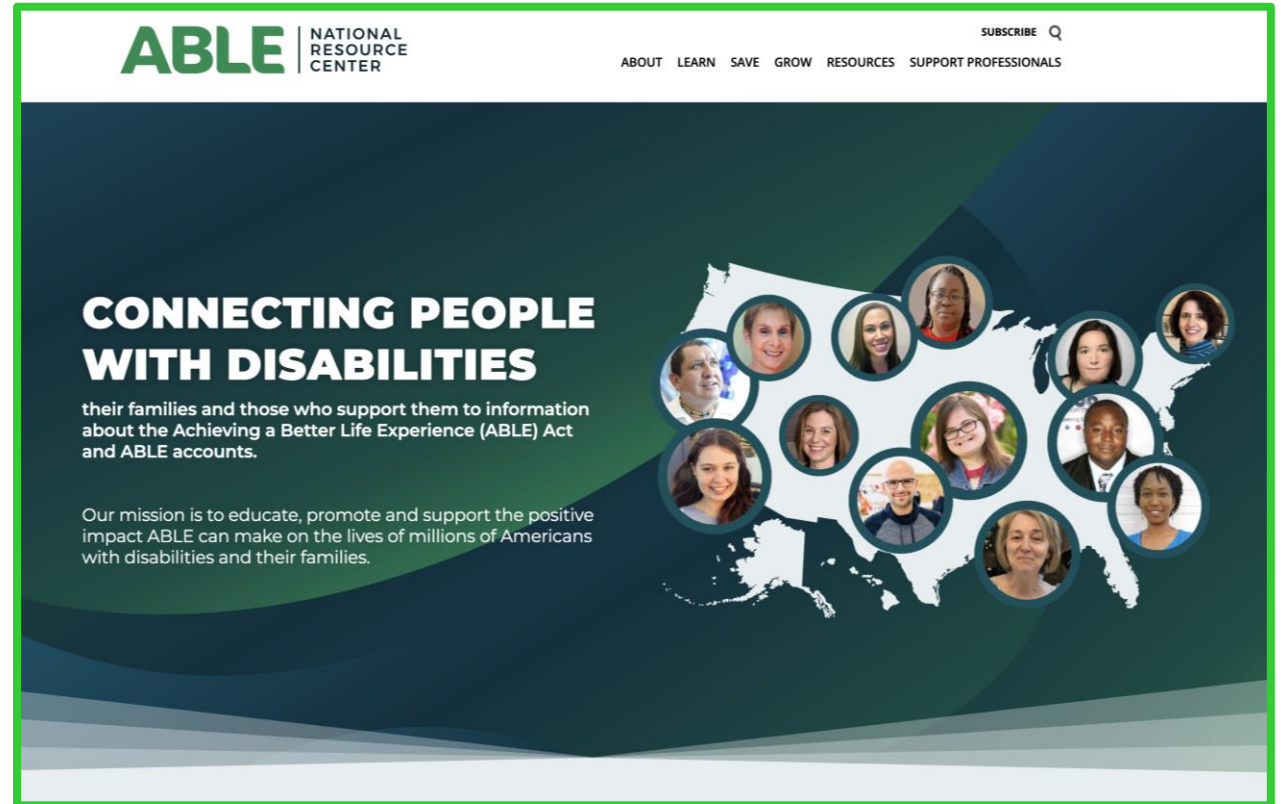 ABLE
NATIONAL
RESOURCE
CENTER
SUBSCRIBE
ABOUT LEARN SAVE GROW RESOURCES SUPPORT PROFESSIONALS
CONNECTING PEOPLE
WITH DISABILITIES
their families and those who support them to information
about the Achieving a Better Life Experience (ABLE) Act
and ABLE accounts.
Our mission is to educate, promote and support the positive
impact ABLE can make on the lives of millions of Americans
with disabilities and their families.